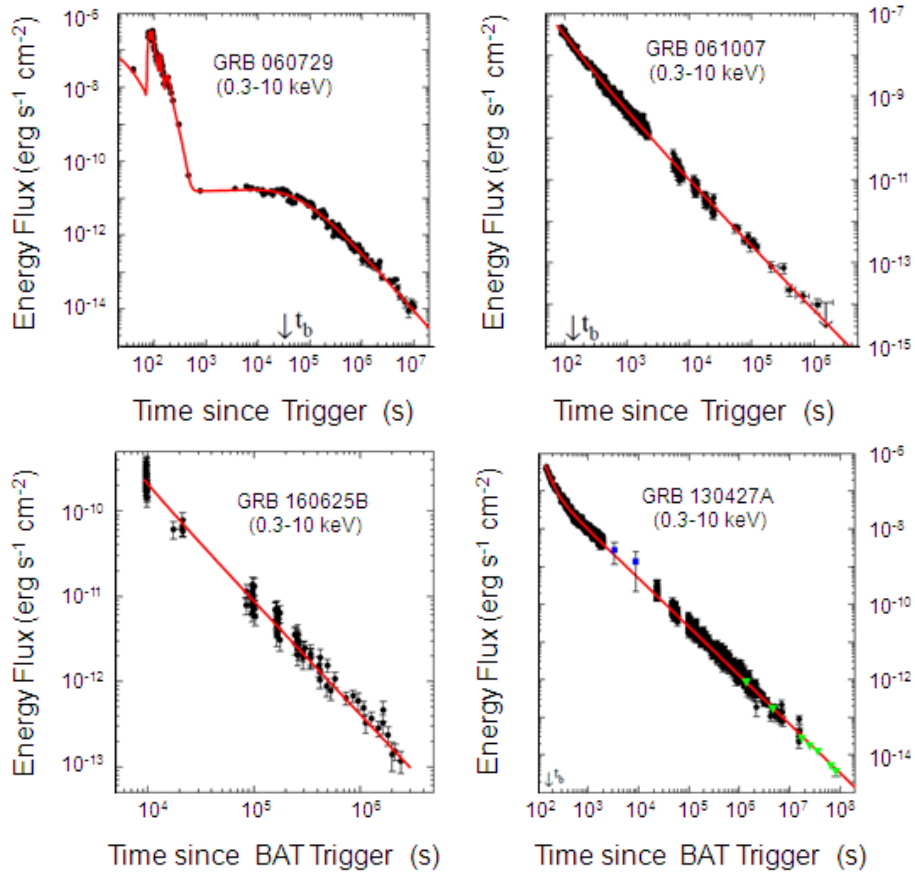 GRB 060729
(0.3-10 keV)
10⁻⁶
10⁻⁸
10⁻¹⁰
10⁻¹²
10⁻¹⁴
Energy Flux (erg s⁻¹ cm⁻²)
↓ t_b
10² 10³ 10⁴ 10⁵ 10⁶ 10⁷
Time since Trigger (s)
GRB 061007
(0.3-10 keV)
10⁻⁷
10⁻⁹
10⁻¹¹
10⁻¹³
10⁻¹⁵
Energy Flux (erg s⁻¹ cm⁻²)
↓ t_b
10² 10³ 10⁴ 10⁵ 10⁶
Time since Trigger (s)
GRB 160625B
(0.3-10 keV)
10⁻¹⁰
10⁻¹¹
10⁻¹²
10⁻¹³
Energy Flux (erg s⁻¹ cm⁻²)
10⁴ 10⁵ 10⁶
Time since BAT Trigger (s)
GRB 130427A
(0.3-10 keV)
10⁻⁶
10⁻⁸
10⁻¹⁰
10⁻¹²
10⁻¹⁴
Energy Flux (erg s⁻¹ cm⁻²)
↓ t_b
10² 10³ 10⁴ 10⁵ 10⁶ 10⁷ 10⁸
Time since BAT Trigger (s)